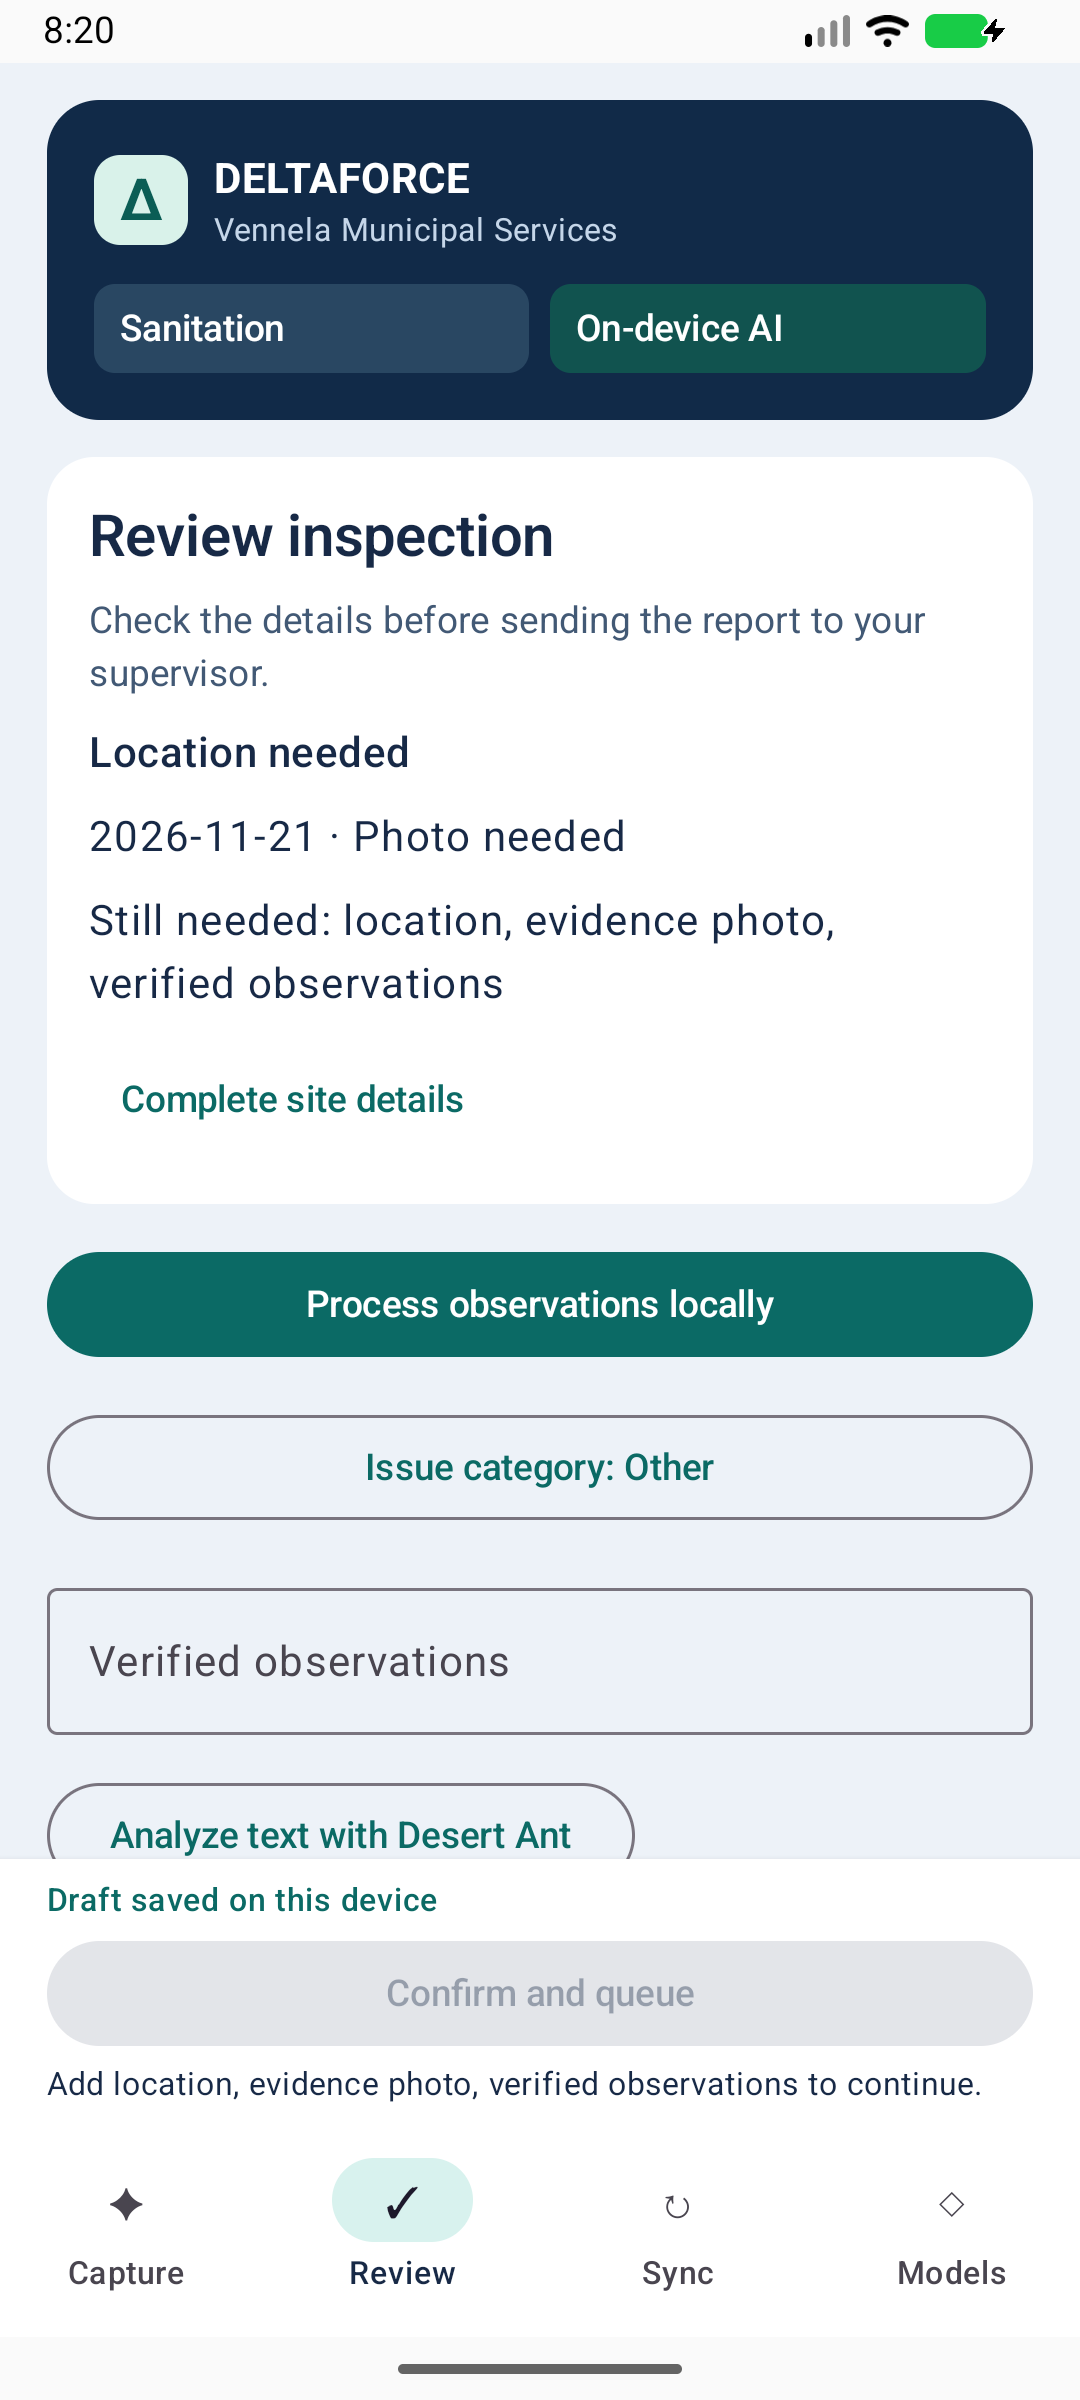 8:20
Δ
DELTAFORCE
Vennela Municipal Services
Sanitation
On-device AI
Review inspection
Check the details before sending the report to your
supervisor.
Location needed
2026-11-21 · Photo needed
Still needed: location, evidence photo,
verified observations
Complete site details
Process observations locally
Issue category: Other
Verified observations
Analyze text with Desert Ant
Draft saved on this device
Confirm and queue
Add location, evidence photo, verified observations to continue.
Capture
Review
Sync
Models